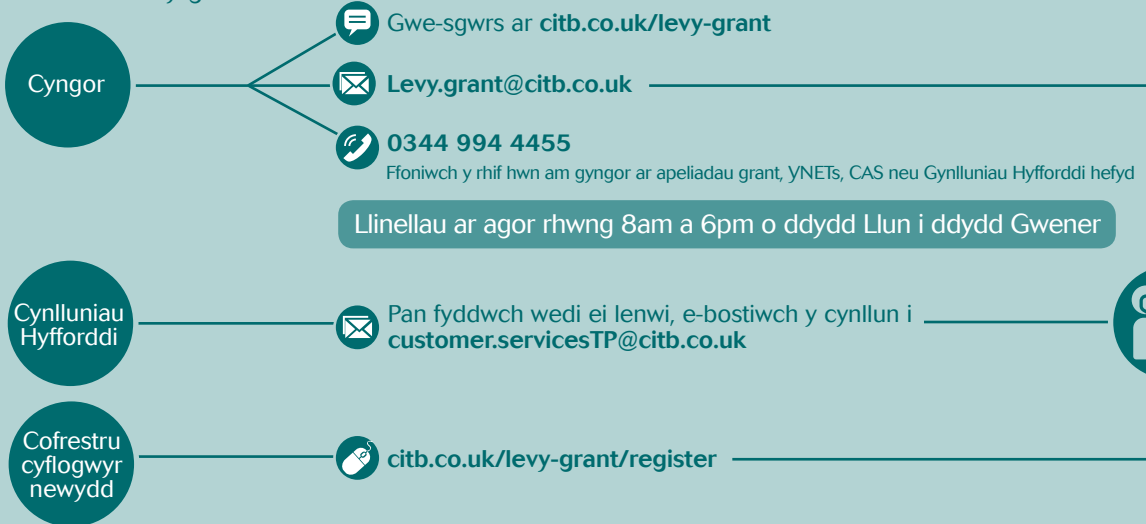 Cyngor
Gwe-sgwrs ar citb.co.uk/levy-grant
Levy.grant@citb.co.uk
0344 994 4455
Ffoniwch y rhif hwn am gyngor ar apeliadau grant, YNETs, CAS neu Gynlluniau Hyfforddi hefyd
Llinellau ar agor rhwng 8am a 6pm o ddydd Llun i ddydd Gwener
Cynlluniau
Hyfforddi
Pan fyddwch wedi ei lenwi, e-bostiwch y cynllun i
customer.servicesTP@citb.co.uk
Cofrestru
cyflogwyr
newydd
citb.co.uk/levy-grant/register